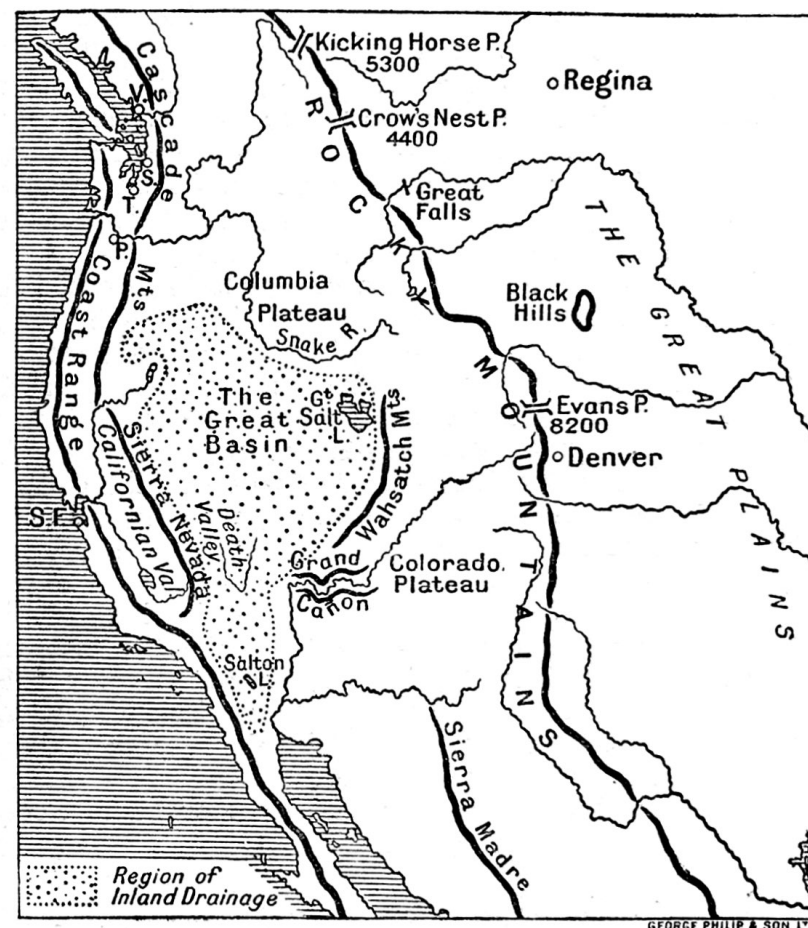 Kicking Horse P.
5300
Regina
Crow's Nest P.
4400
Cascade Mts
V.
S.
T.
P.
Great
Falls
ROCKY MOUNTAINS
THE GREAT PLAINS
Coast Range
Columbia
Plateau
Snake R.
Black
Hills
The
Great
Basin
Gt.
Salt
L.
Wahsatch Mts
Evans P.
8200
Denver
Sierra Nevada
Californian Val.
S.F.
Death
Valley
Grand
Cañon
Colorado
Plateau
Salton
L.
Sierra Madre
Region of
Inland Drainage
GEORGE PHILIP & SON LT